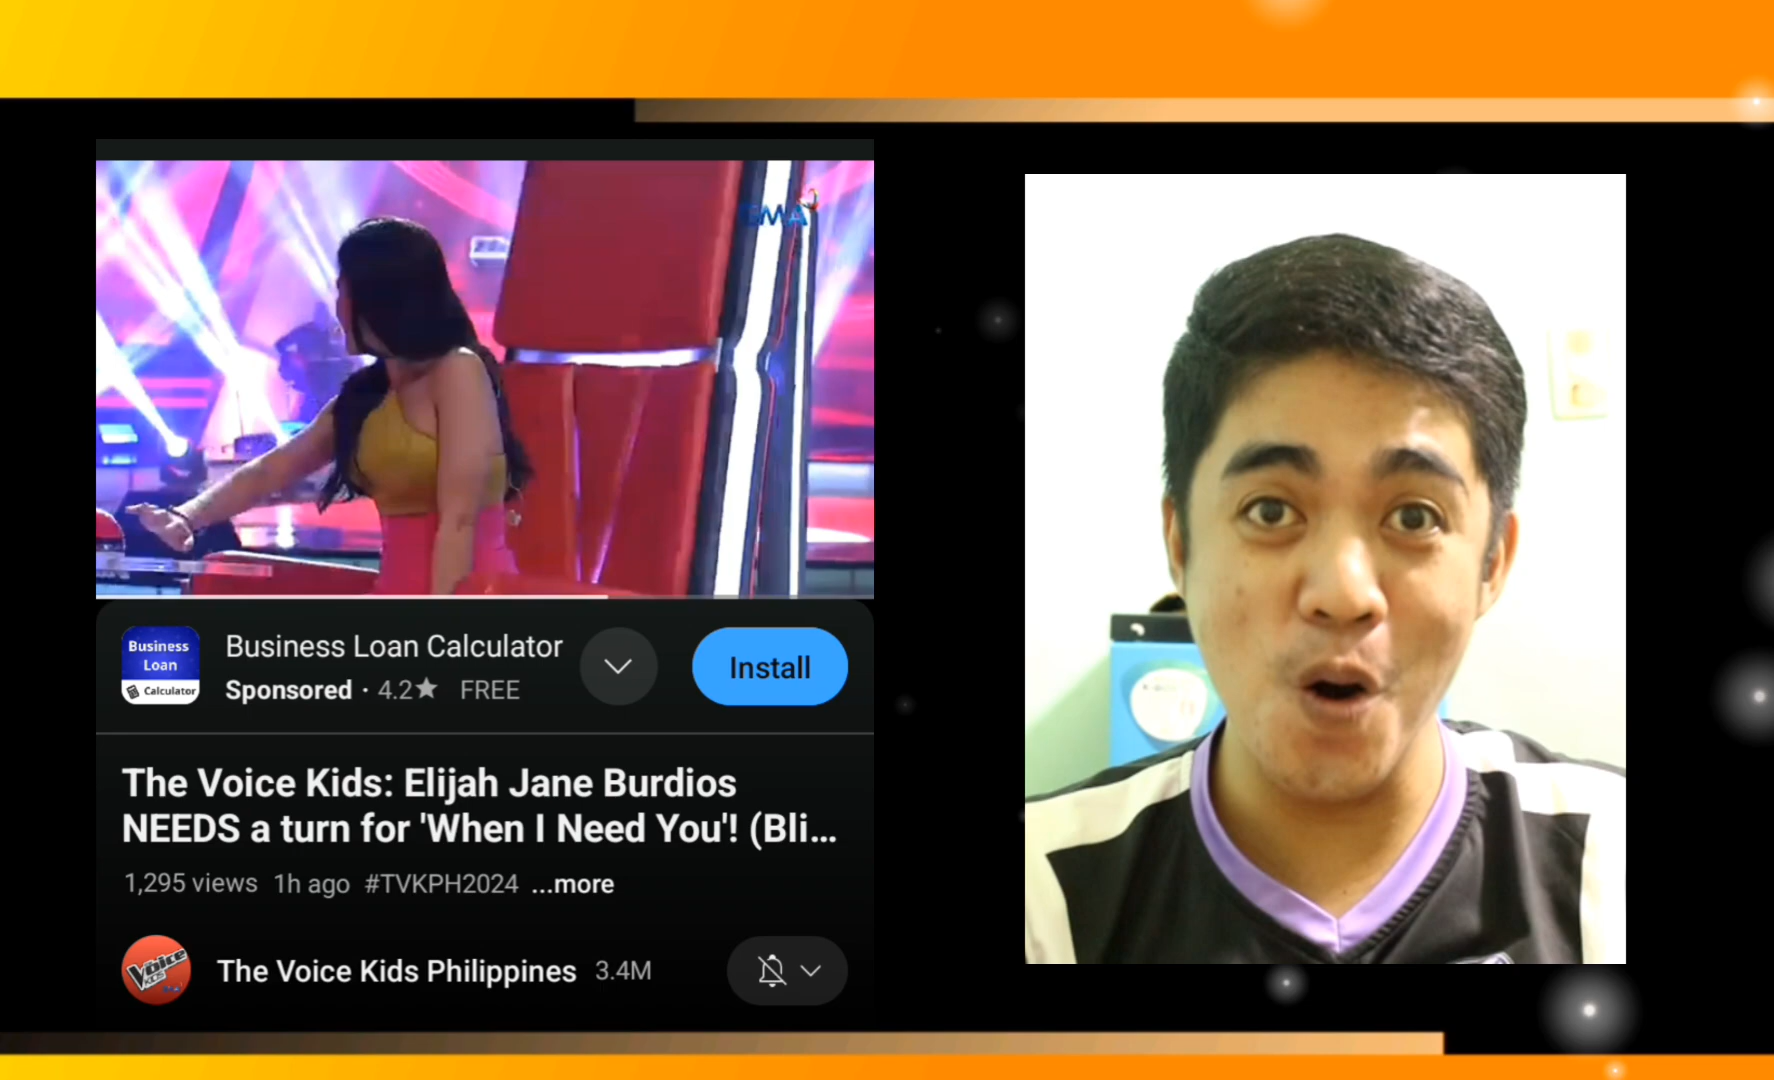 GMA
Business
Loan
Calculator
Business Loan Calculator
Sponsored · 4.2★ FREE
Install
The Voice Kids: Elijah Jane Burdios
NEEDS a turn for 'When I Need You'! (Bli...
1,295 views 1h ago #TVKPH2024 ...more
Voice
KIDS
The Voice Kids Philippines 3.4M